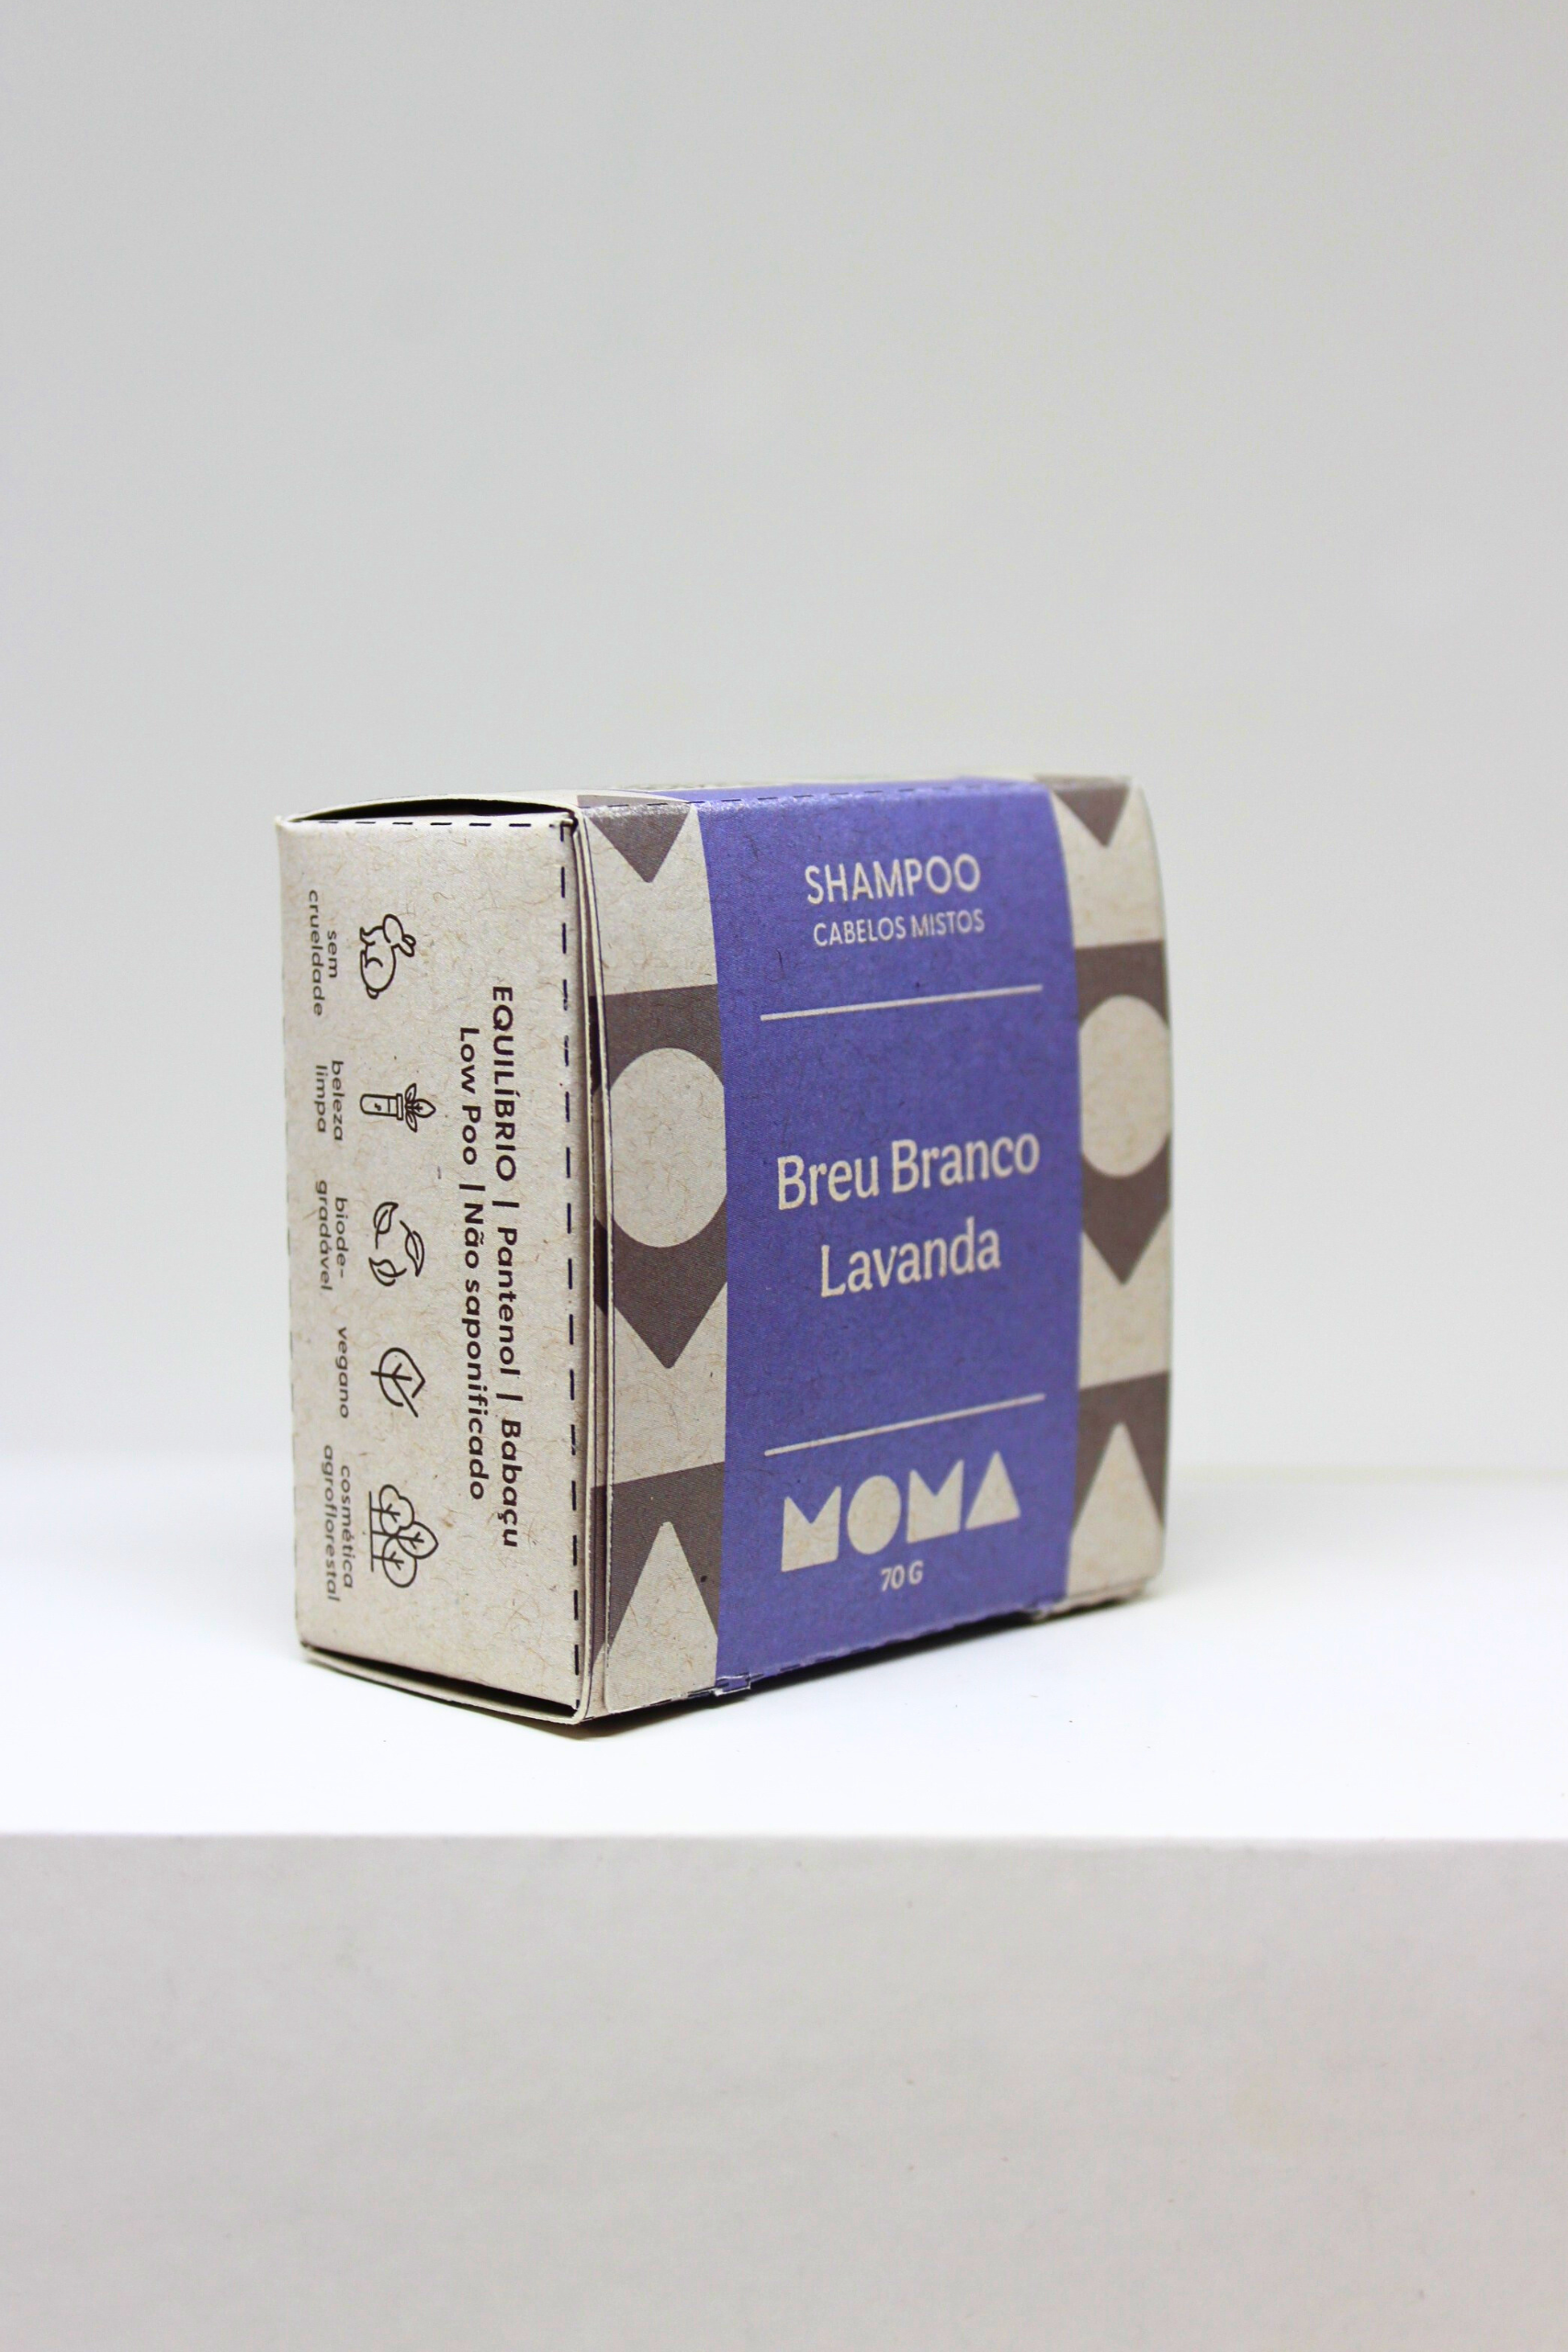 SHAMPOO
CABELOS MISTOS
Breu Branco
Lavanda
MOMA
70 G
EQUILÍBRIO | Pantenol | Babaçu
Low Poo | Não saponificado
sem
crueldade
beleza
limpa
biode-
gradável
vegano
cosmética
agroflorestal